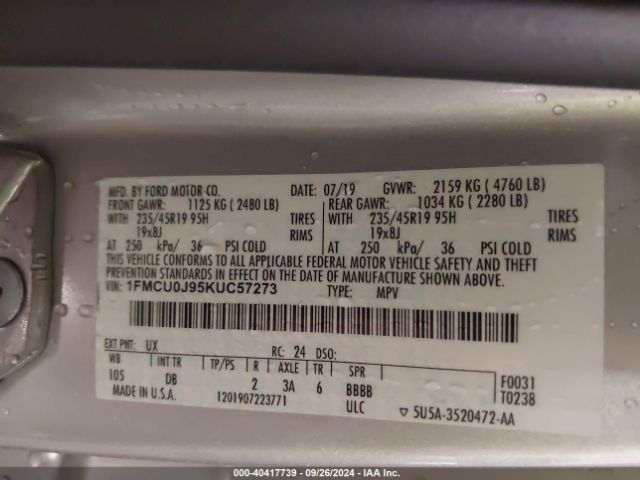 MFD. BY FORD MOTOR CO. DATE: 07/19 GVWR: 2159 KG ( 4760 LB)
FRONT GAWR: 1125 KG ( 2480 LB) REAR GAWR: 1034 KG ( 2280 LB)
WITH 235/45R19 95H TIRES WITH 235/45R19 95H TIRES
19x8J RIMS 19x8J RIMS
AT 250 kPa/ 36 PSI COLD AT 250 kPa/ 36 PSI COLD
THIS VEHICLE CONFORMS TO ALL APPLICABLE FEDERAL MOTOR VEHICLE SAFETY AND THEFT
PREVENTION STANDARDS IN EFFECT ON THE DATE OF MANUFACTURE SHOWN ABOVE.
VIN: 1FMCU0J95KUC57273 TYPE: MPV
EXT PNT: UX RC: 24 DSO:
WB INT TR TP/PS R AXLE TR SPR
105 DB 2 3A 6 BBBB
F0031
T0238
MADE IN U.S.A. 1201907223771 ULC 5U5A-3520472-AA
000-40417739 - 09/26/2024 - IAA Inc.